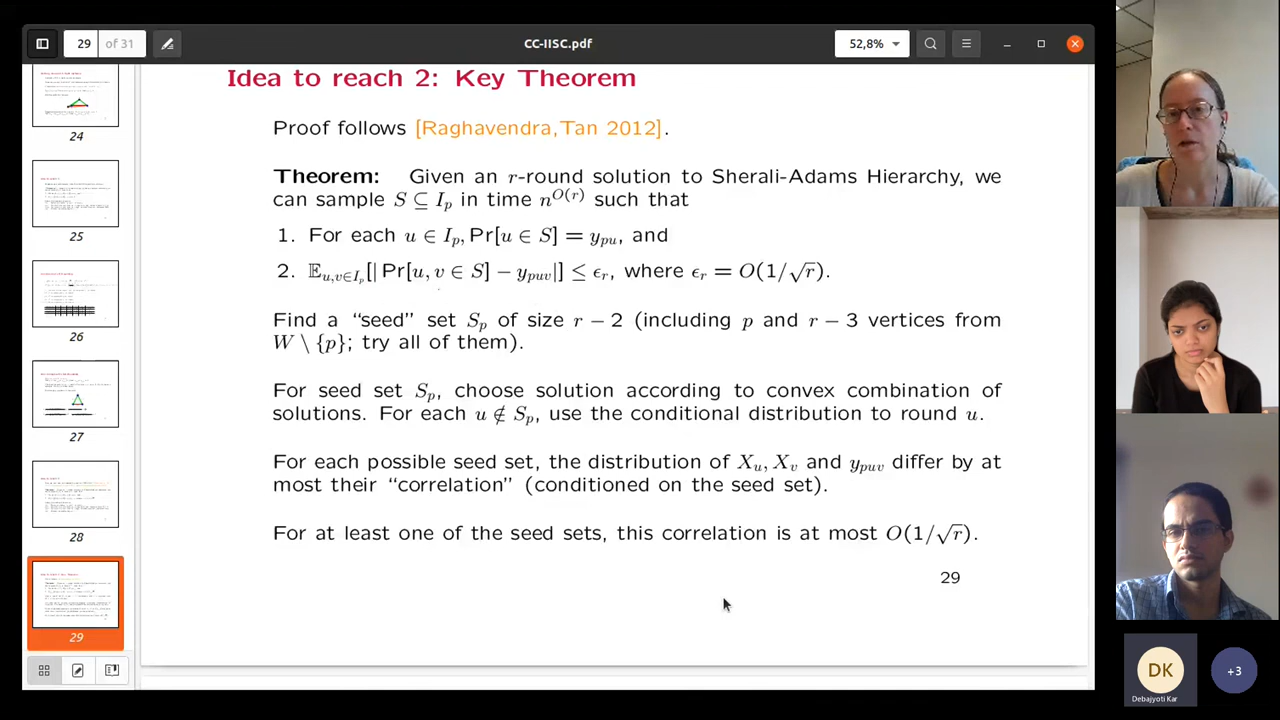 29 of 31
CC-IISC.pdf
52,8%
Idea to reach 2: Key Theorem
Proof follows [Raghavendra,Tan 2012].
Theorem: Given an r-round solution to Sherali-Adams Hierarchy, we
can sample S ⊆ I_p in time n^{O(r)} such that
1. For each u ∈ I_p, Pr[u ∈ S] = y_{pu}, and
2. 𝔼_{u,v∈I_p}[| Pr[u, v ∈ S] − y_{puv}|] ≤ ϵ_r, where ϵ_r = O(1/√r).
Find a “seed” set S_p of size r − 2 (including p and r − 3 vertices from
W \ {p}; try all of them).
For seed set S_p, choose solution according to convex combination of
solutions. For each u ∉ S_p, use the conditional distribution to round u.
For each possible seed set, the distribution of X_u, X_v and y_{puv} differ by at
most their “correlation” (conditioned on the seed set).
For at least one of the seed sets, this correlation is at most O(1/√r).
29
24
25
26
27
28
29
DK
Debajyoti Kar
+3